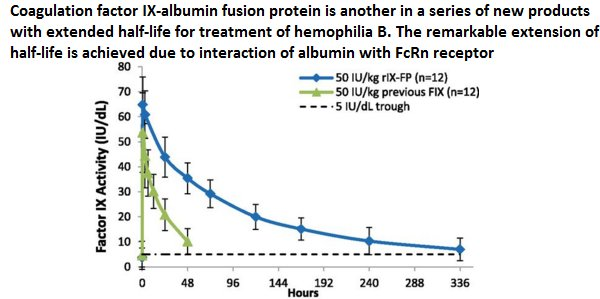 Coagulation factor IX-albumin fusion protein is another in a series of new products
with extended half-life for treatment of hemophilia B. The remarkable extension of
half-life is achieved due to interaction of albumin with FcRn receptor
80
70
60
50
40
30
20
10
0
Factor IX Activity (IU/dL)
50 IU/kg rIX-FP (n=12)
50 IU/kg previous FIX (n=12)
5 IU/dL trough
0 48 96 144 192 240 288 336
Hours